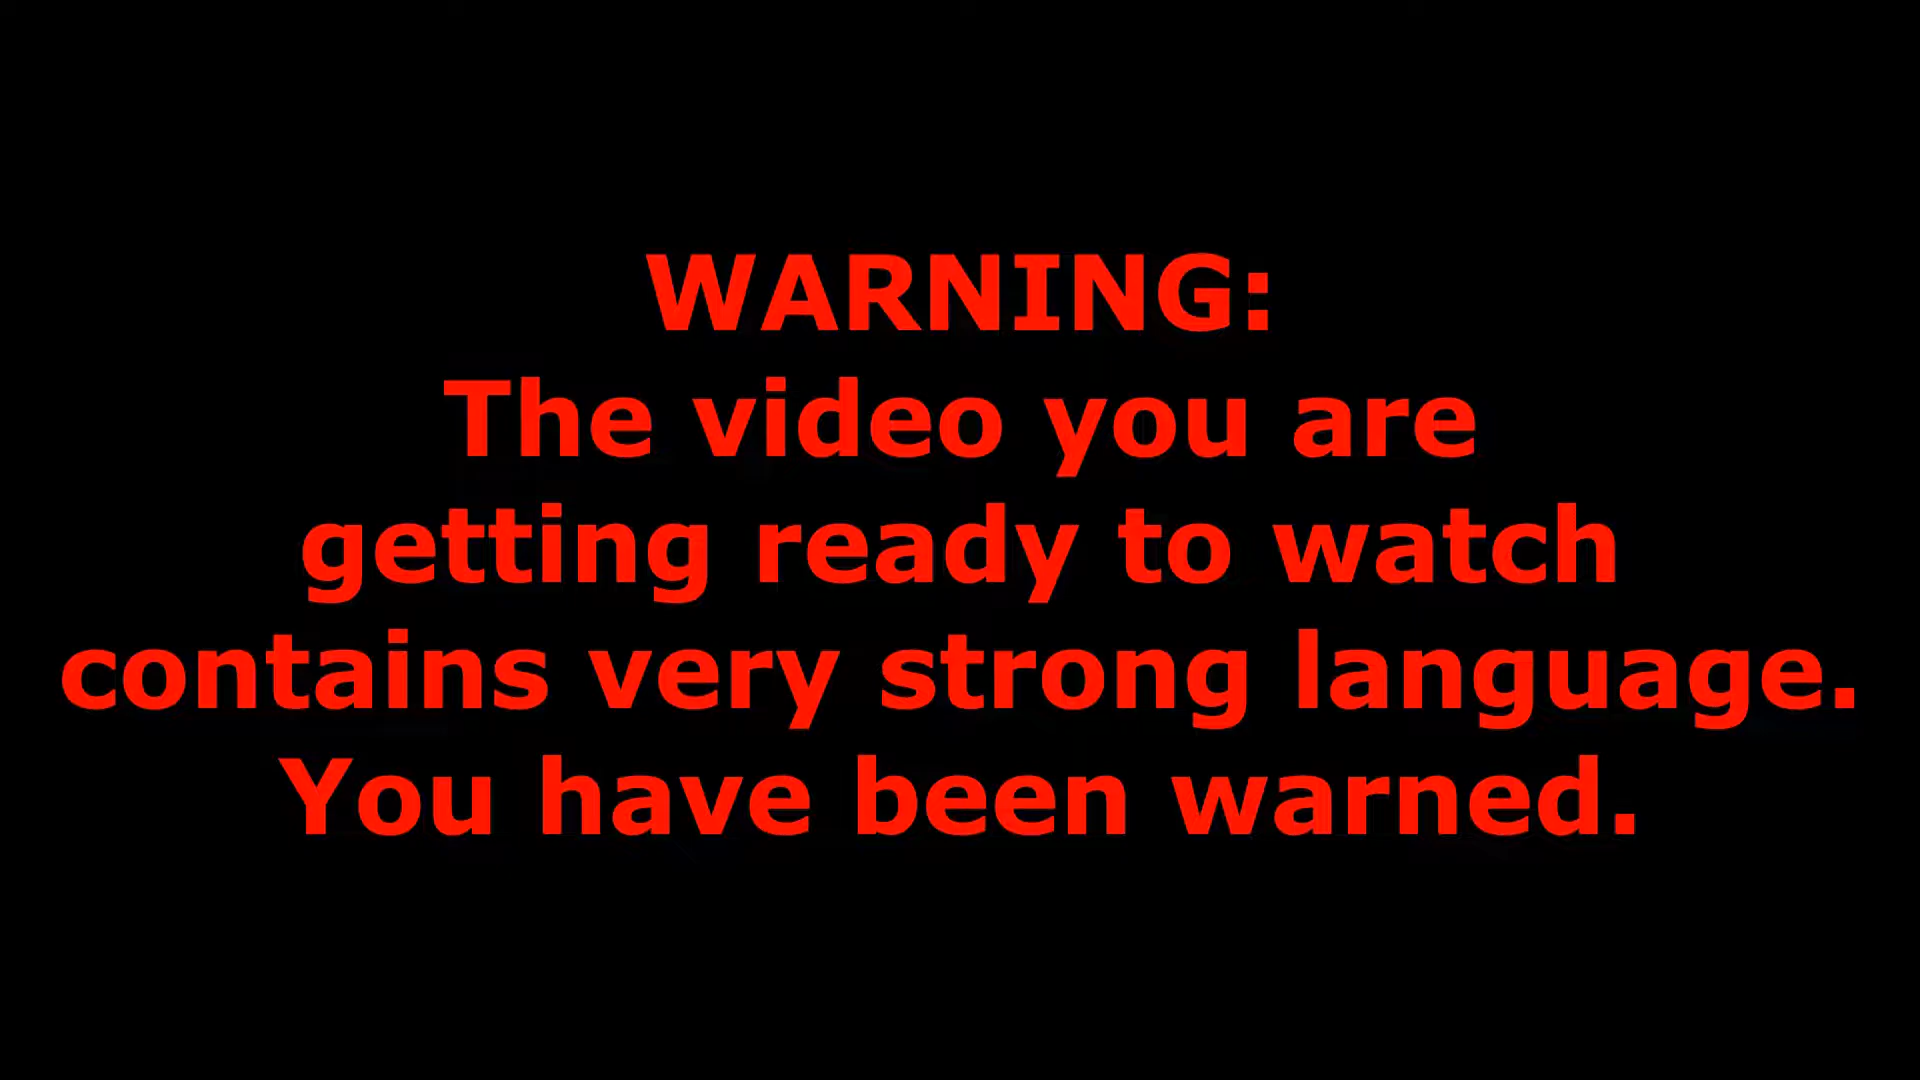 WARNING:
The video you are
getting ready to watch
contains very strong language.
You have been warned.